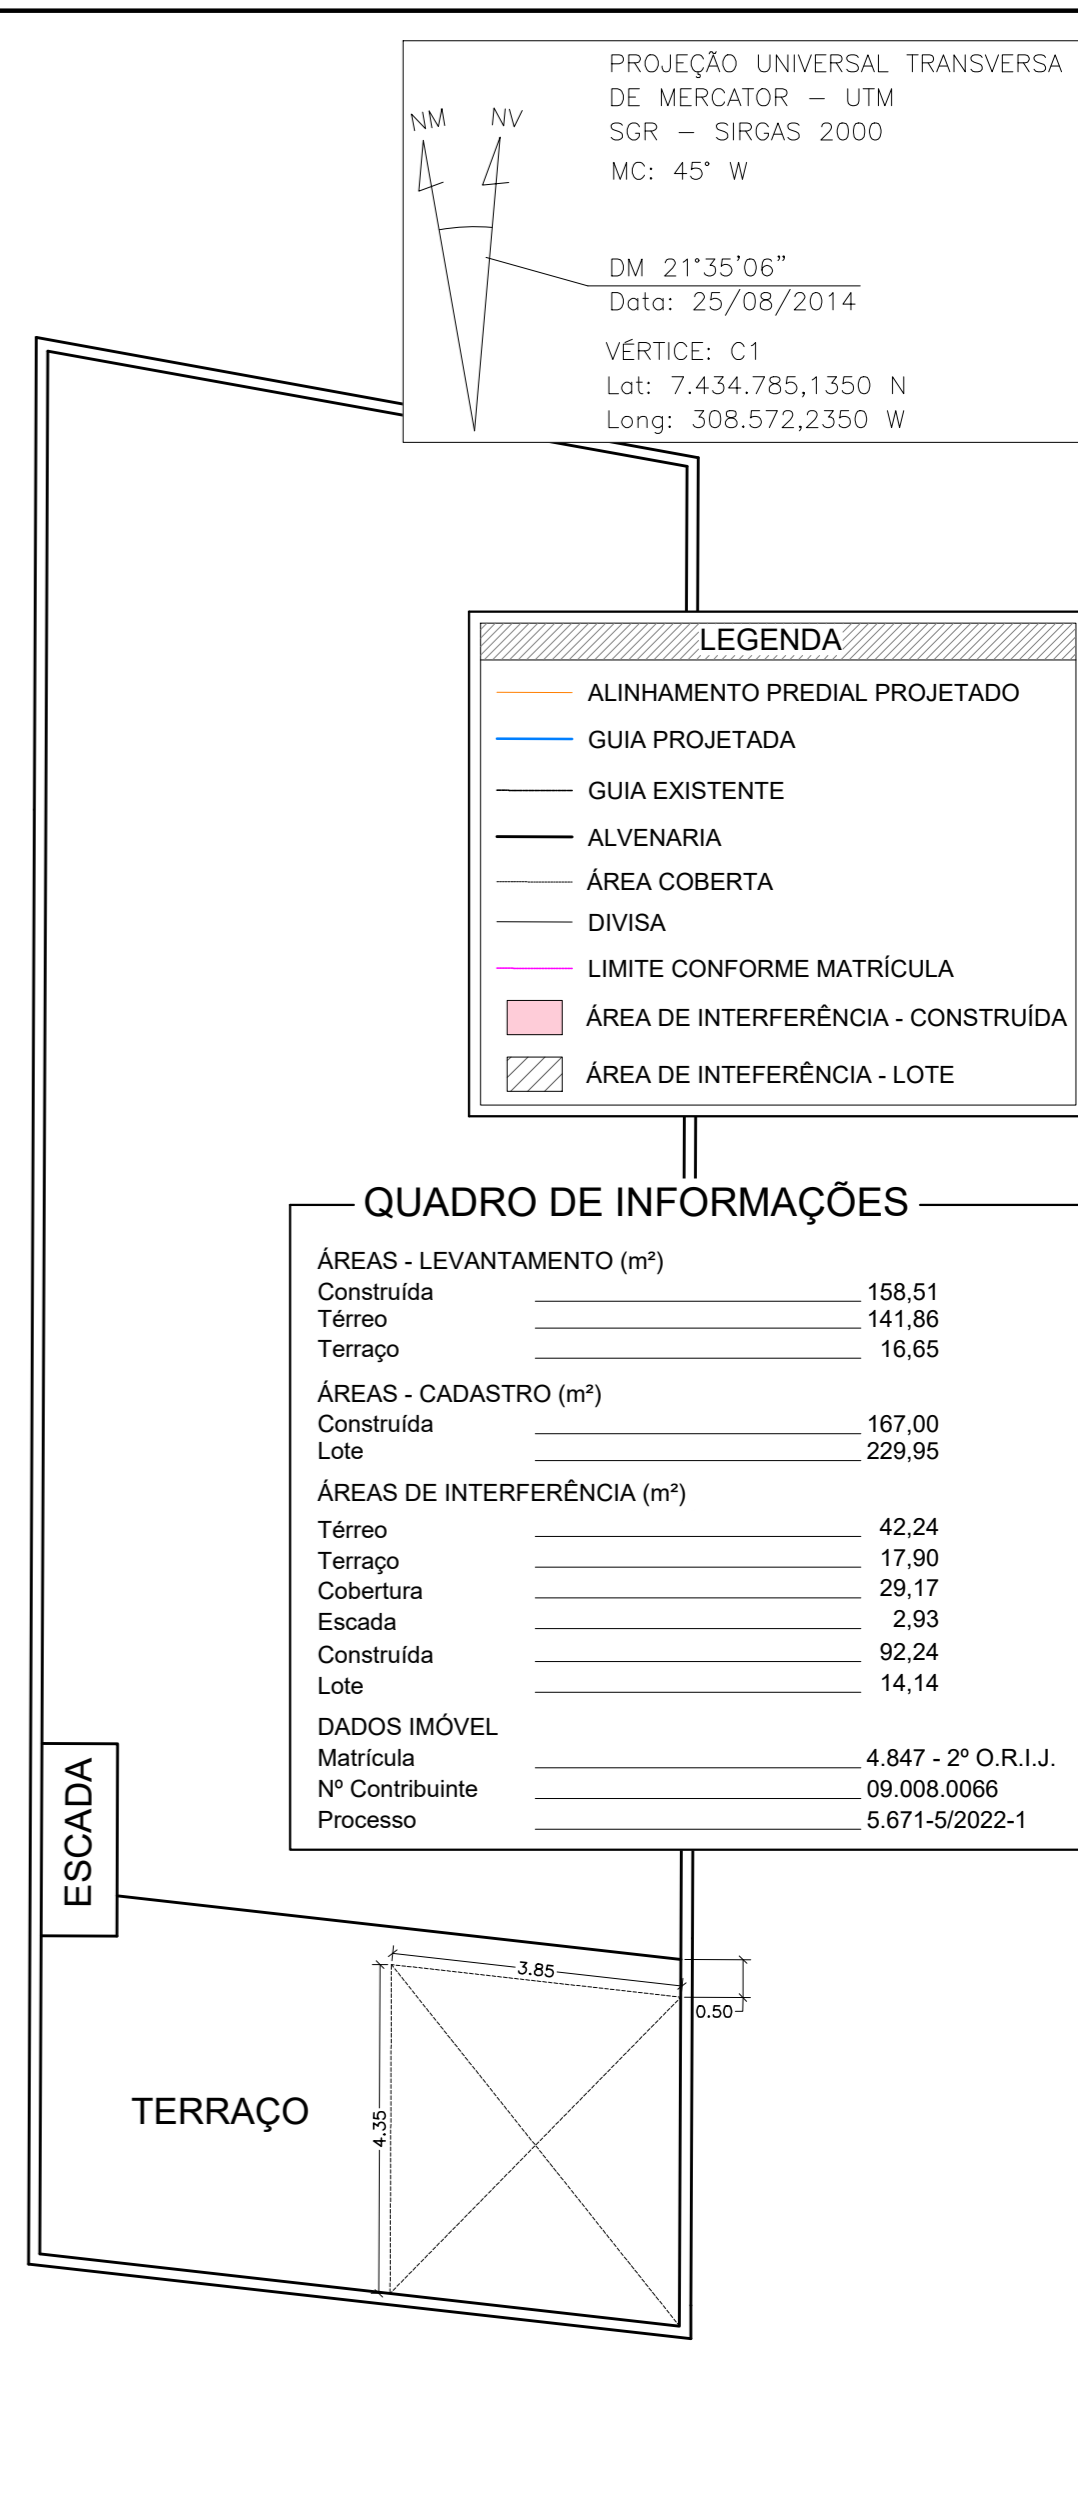 PROJEÇÃO UNIVERSAL TRANSVERSA
DE MERCATOR – UTM
SGR – SIRGAS 2000
MC: 45° W
NM NV
DM 21°35'06"
Data: 25/08/2014
VÉRTICE: C1
Lat: 7.434.785,1350 N
Long: 308.572,2350 W
LEGENDA
ALINHAMENTO PREDIAL PROJETADO
GUIA PROJETADA
GUIA EXISTENTE
ALVENARIA
ÁREA COBERTA
DIVISA
LIMITE CONFORME MATRÍCULA
ÁREA DE INTERFERÊNCIA - CONSTRUÍDA
ÁREA DE INTEFERÊNCIA - LOTE
QUADRO DE INFORMAÇÕES
ÁREAS - LEVANTAMENTO (m²)
Construída 158,51
Térreo 141,86
Terraço 16,65
ÁREAS - CADASTRO (m²)
Construída 167,00
Lote 229,95
ÁREAS DE INTERFERÊNCIA (m²)
Térreo 42,24
Terraço 17,90
Cobertura 29,17
Escada 2,93
Construída 92,24
Lote 14,14
DADOS IMÓVEL
Matrícula 4.847 - 2º O.R.I.J.
Nº Contribuinte 09.008.0066
Processo 5.671-5/2022-1
ESCADA
3.85
0.50
4.35
TERRAÇO